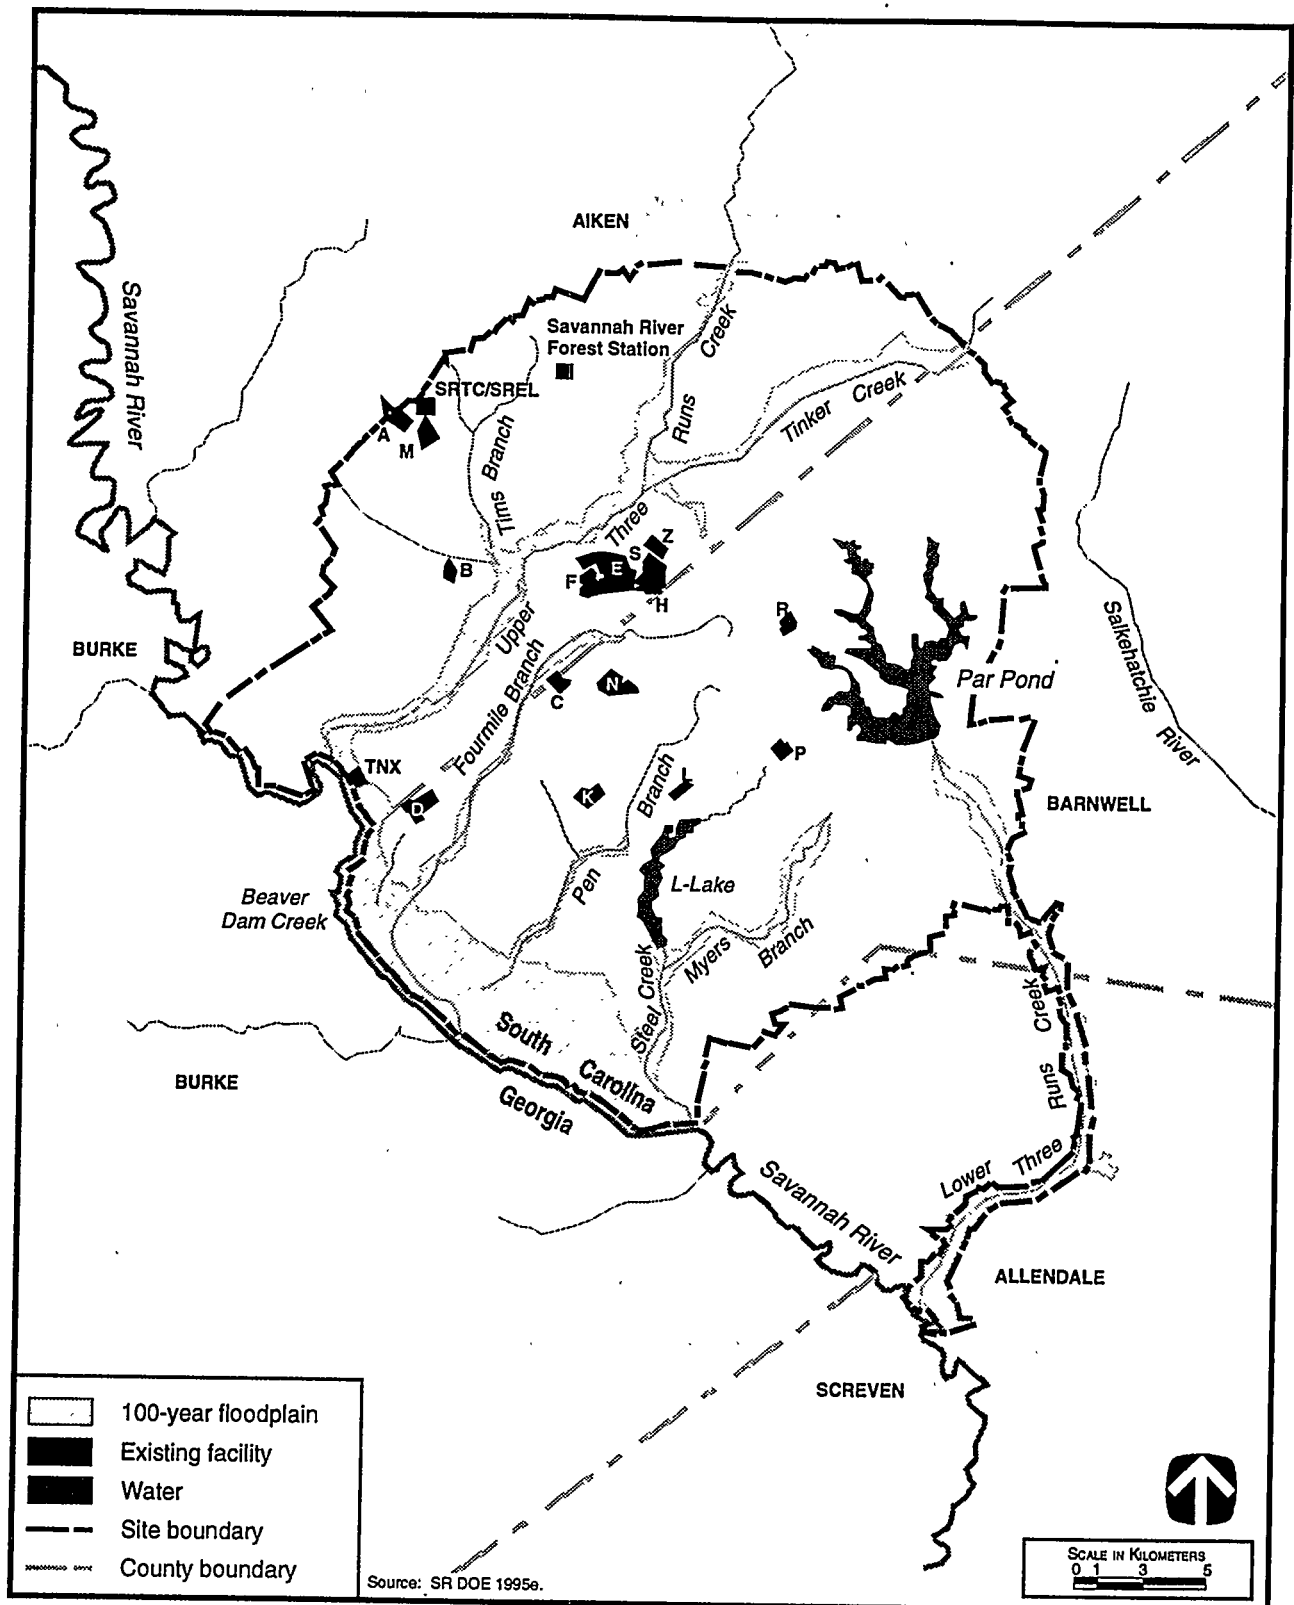 AIKEN
Savannah River
Savannah River
Forest Station
Creek
SRTC/SREL
A
M
Runs
Tinker Creek
Tims Branch
Three
Z
S
B
F
E
H
R
Upper
Salkehatchie River
BURKE
Par Pond
Fourmile Branch
C
N
P
TNX
Branch
L
D
K
BARNWELL
Pen
L-Lake
Beaver
Dam Creek
Myers Branch
Steel Creek
Creek
South Carolina
Georgia
BURKE
Runs
Three
Lower
Savannah River
ALLENDALE
SCREVEN
100-year floodplain
Existing facility
Water
Site boundary
County boundary
Source: SR DOE 1995e.
SCALE IN KILOMETERS
0 1 3 5